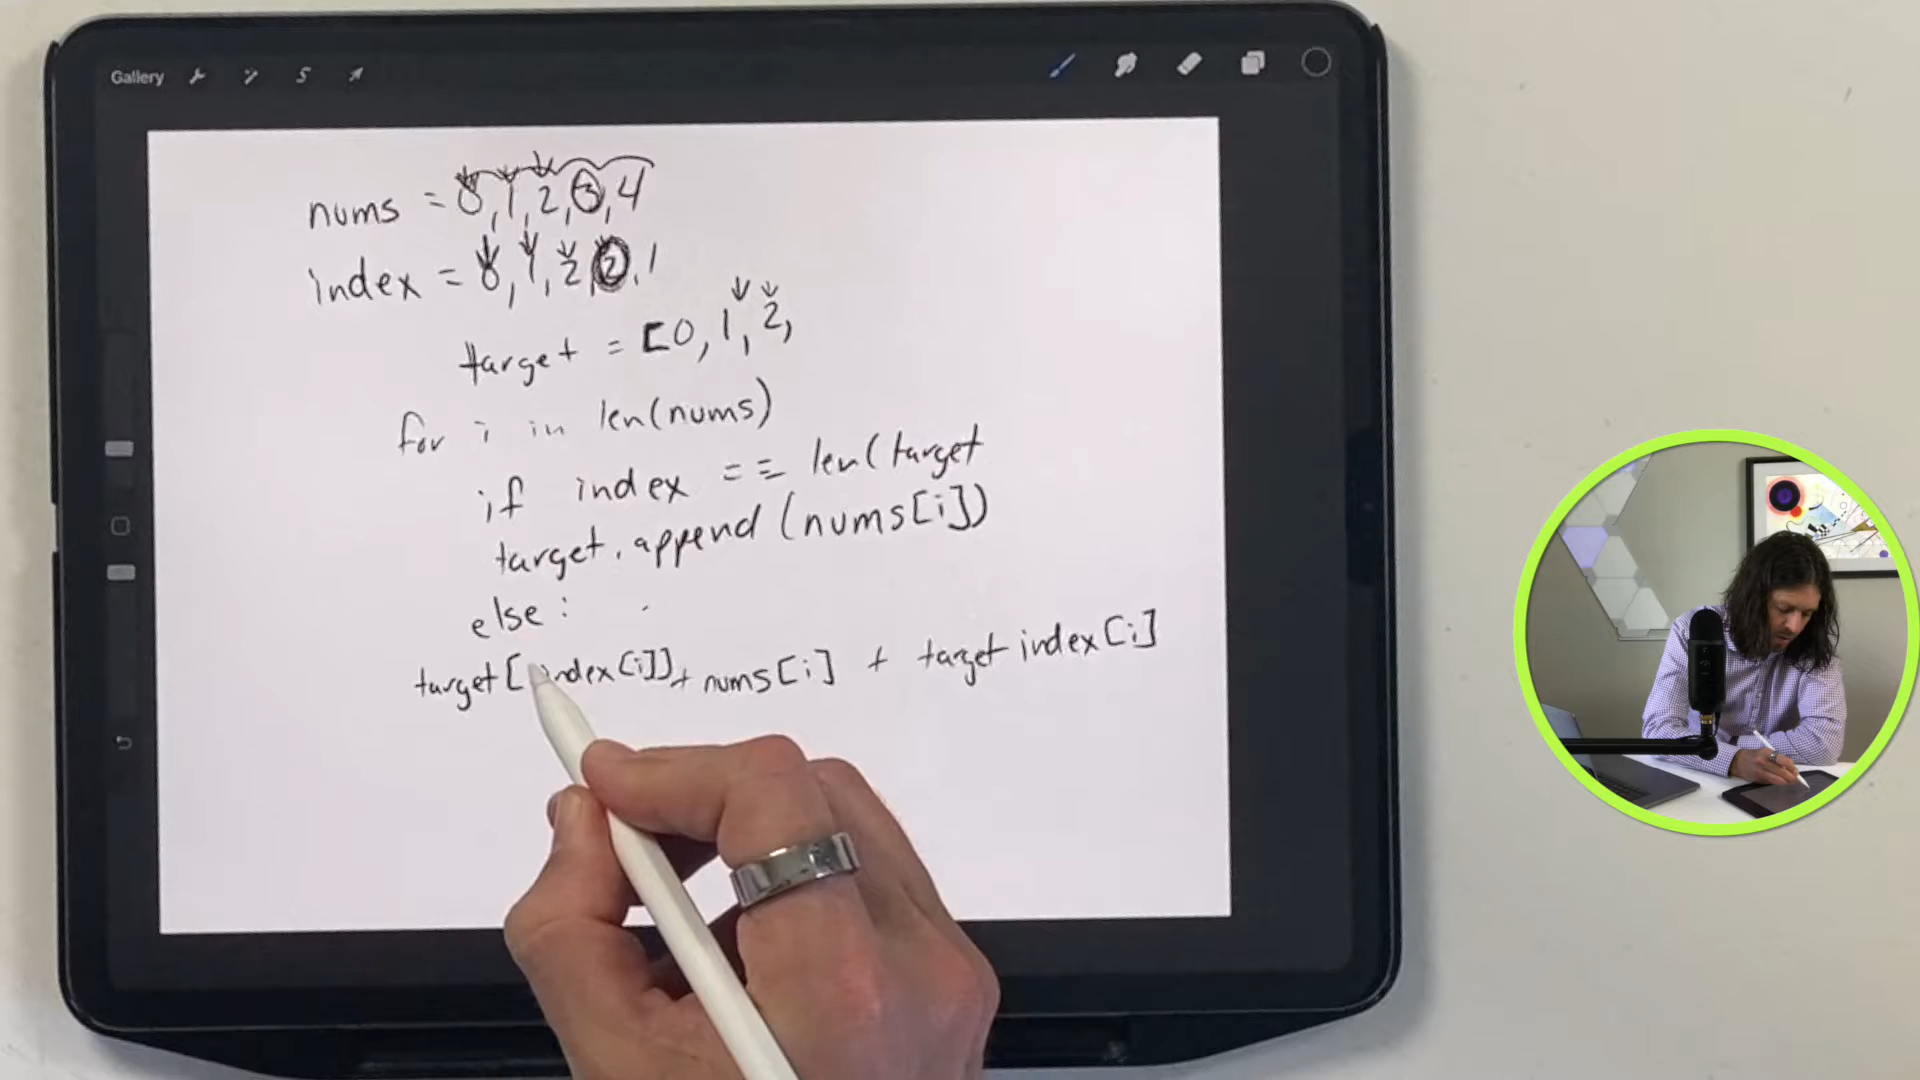 Gallery
nums = 0, 1, 2, 3, 4
index = 0, 1, 2, 2, 1
target = [0, 1, 2,
for i in len(nums)
if index == len(target
target.append(nums[i])
else:
target[index[i]] + nums[i] + target index[i]